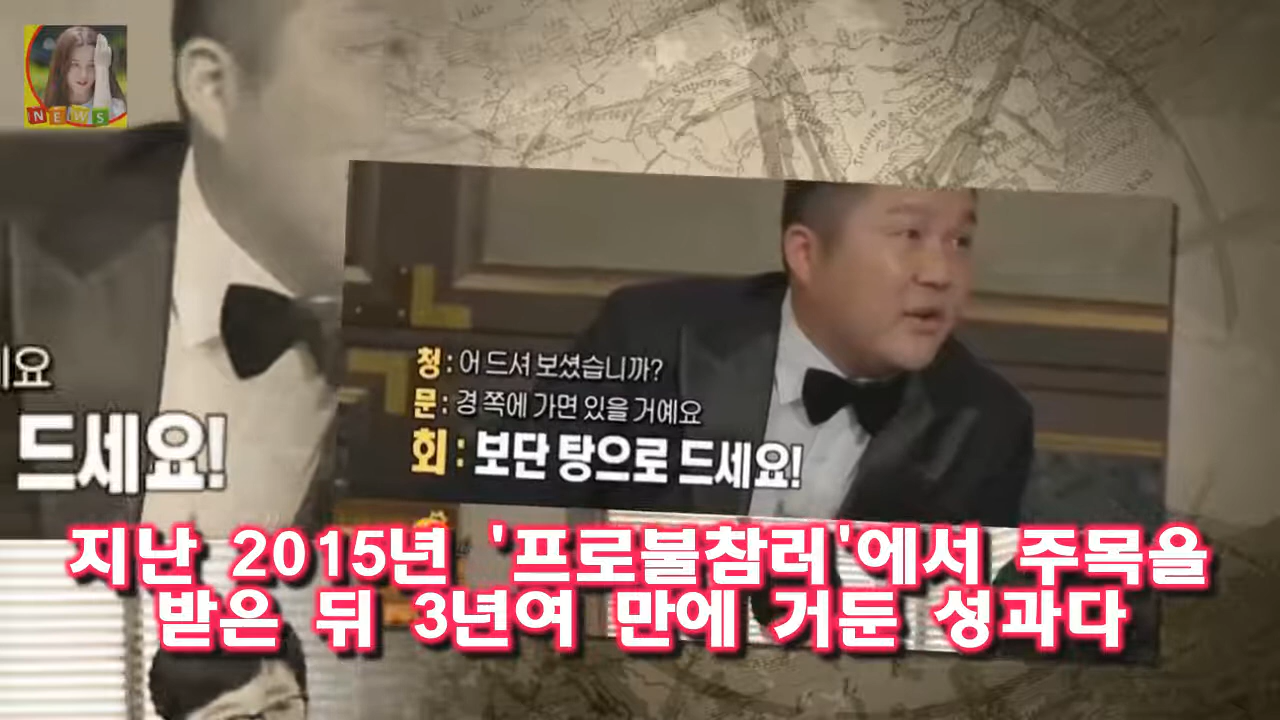 NEWS
Superior
Toronto
세요
드세요!
청 : 어 드셔 보셨습니까?
문 : 경 쪽에 가면 있을 거예요
회 : 보단 탕으로 드세요!
지난 2015년 '프로불참러'에서 주목을
받은 뒤 3년여 만에 거둔 성과다